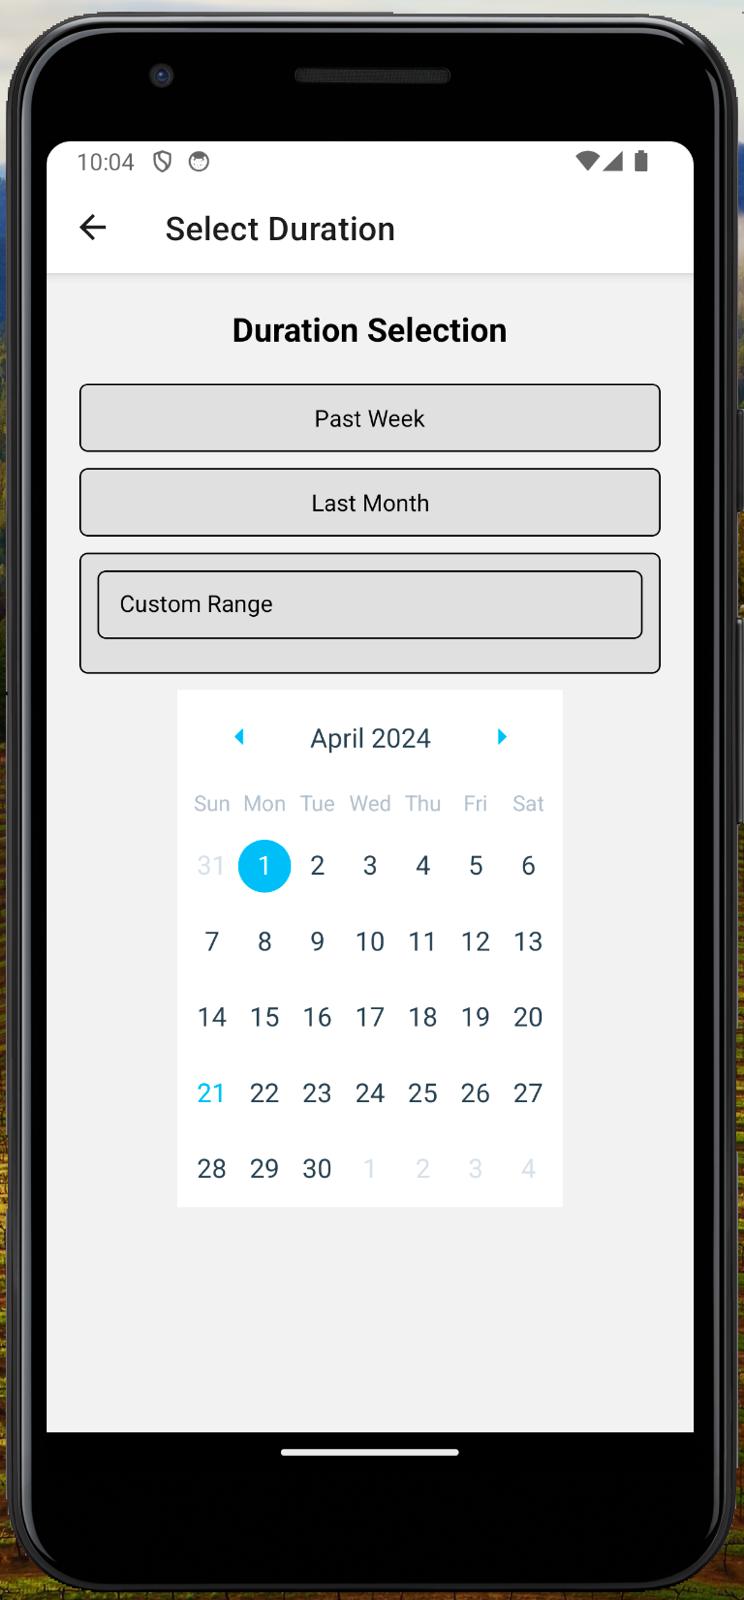 10:04
Select Duration
Duration Selection
Past Week
Last Month
Custom Range
April 2024
Sun Mon Tue Wed Thu Fri Sat
31 1 2 3 4 5 6
7 8 9 10 11 12 13
14 15 16 17 18 19 20
21 22 23 24 25 26 27
28 29 30 1 2 3 4